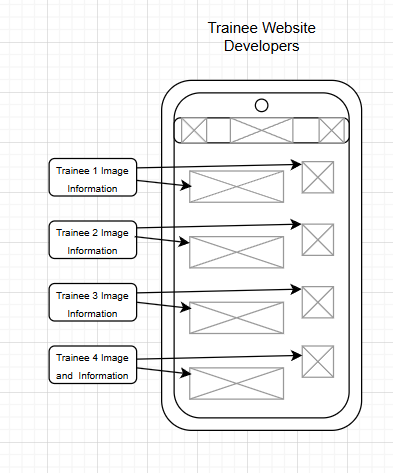 Trainee Website
Developers
Trainee 1 Image
Information
Trainee 2 Image
Information
Trainee 3 Image
Information
Trainee 4 Image
and Information